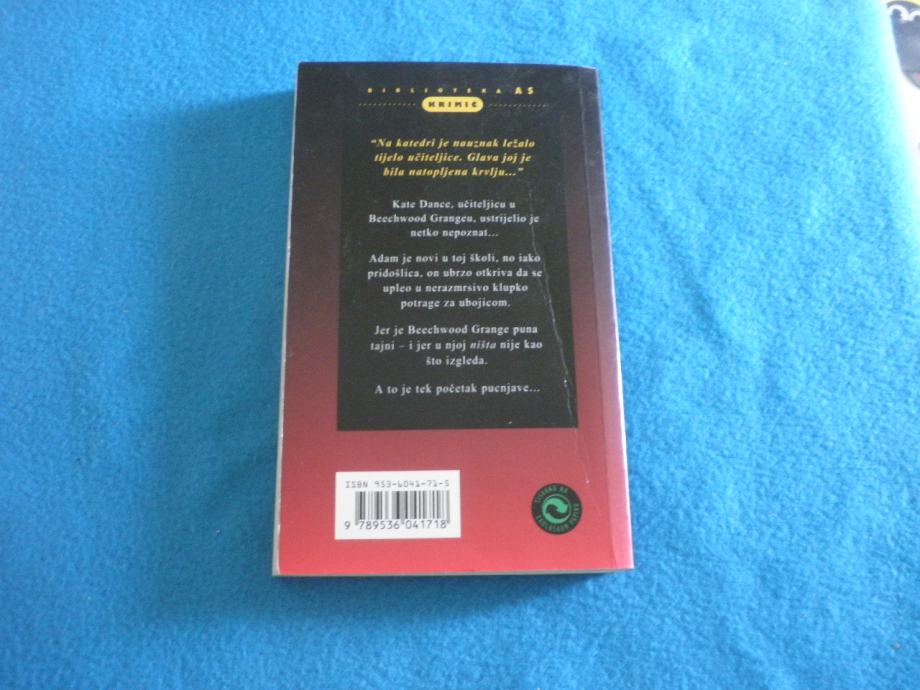 BIBLIOTEKA AS
KRIMIĆ
“Na katedri je nauznak ležalo
tijelo učiteljice. Glava joj je
bila natopljena krvlju...”
Kate Dance, učiteljicu u
Beechwood Grangeu, ustrijelio je
netko nepoznat...
Adam je novi u toj školi, no iako
pridošlica, on ubrzo otkriva da se
upleo u nerazmrsivo klupko
potrage za ubojicom.
Jer je Beechwood Grange puna
tajni – i jer u njoj ništa nije kao
što izgleda.
A to je tek početak pucnjave...
ISBN 953-6041-71-5
9 789536 041718